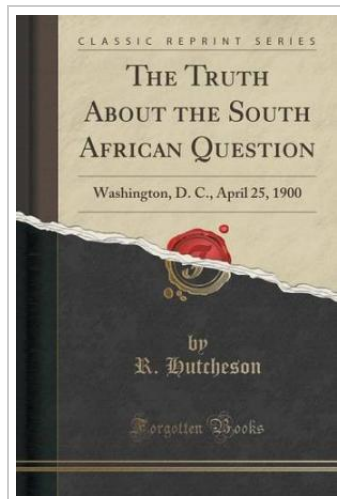 CLASSIC REPRINT SERIES
THE TRUTH
ABOUT THE SOUTH
AFRICAN QUESTION
Washington, D. C., April 25, 1900
by
R. Hutcheson
Forgotten Books